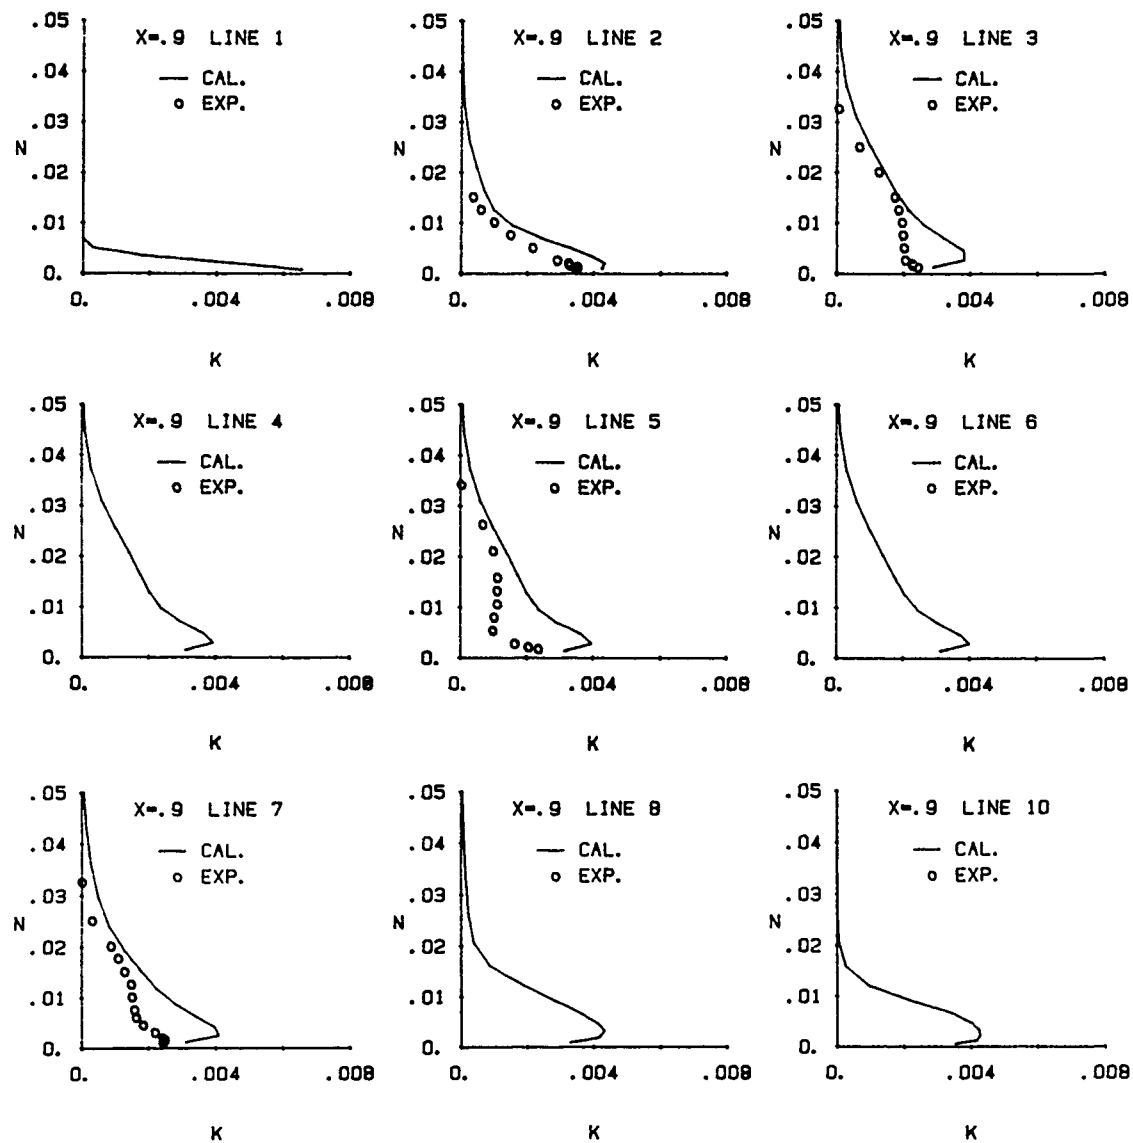 X=.9 LINE 1
CAL.
EXP.
.05
.04
.03
N
.02
.01
0.
0. .004 .008
K
X=.9 LINE 2
CAL.
EXP.
.05
.04
.03
N
.02
.01
0.
0. .004 .008
K
X=.9 LINE 3
CAL.
EXP.
.05
.04
.03
N
.02
.01
0.
0. .004 .008
K
X=.9 LINE 4
CAL.
EXP.
.05
.04
.03
N
.02
.01
0.
0. .004 .008
K
X=.9 LINE 5
CAL.
EXP.
.05
.04
.03
N
.02
.01
0.
0. .004 .008
K
X=.9 LINE 6
CAL.
EXP.
.05
.04
.03
N
.02
.01
0.
0. .004 .008
K
X=.9 LINE 7
CAL.
EXP.
.05
.04
.03
N
.02
.01
0.
0. .004 .008
K
X=.9 LINE 8
CAL.
EXP.
.05
.04
.03
N
.02
.01
0.
0. .004 .008
K
X=.9 LINE 10
CAL.
EXP.
.05
.04
.03
N
.02
.01
0.
0. .004 .008
K